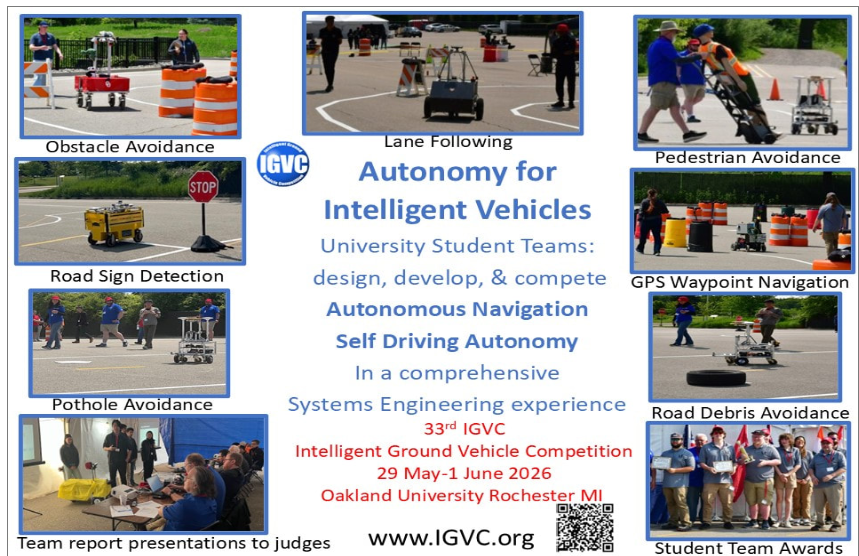 Obstacle Avoidance
Lane Following
Pedestrian Avoidance
STOP
Road Sign Detection
IGVC
Autonomy for
Intelligent Vehicles
University Student Teams:
design, develop, & compete
Autonomous Navigation
Self Driving Autonomy
In a comprehensive
Systems Engineering experience
33rd IGVC
Intelligent Ground Vehicle Competition
29 May-1 June 2026
Oakland University Rochester MI
www.IGVC.org
GPS Waypoint Navigation
Pothole Avoidance
Road Debris Avoidance
Team report presentations to judges
Student Team Awards